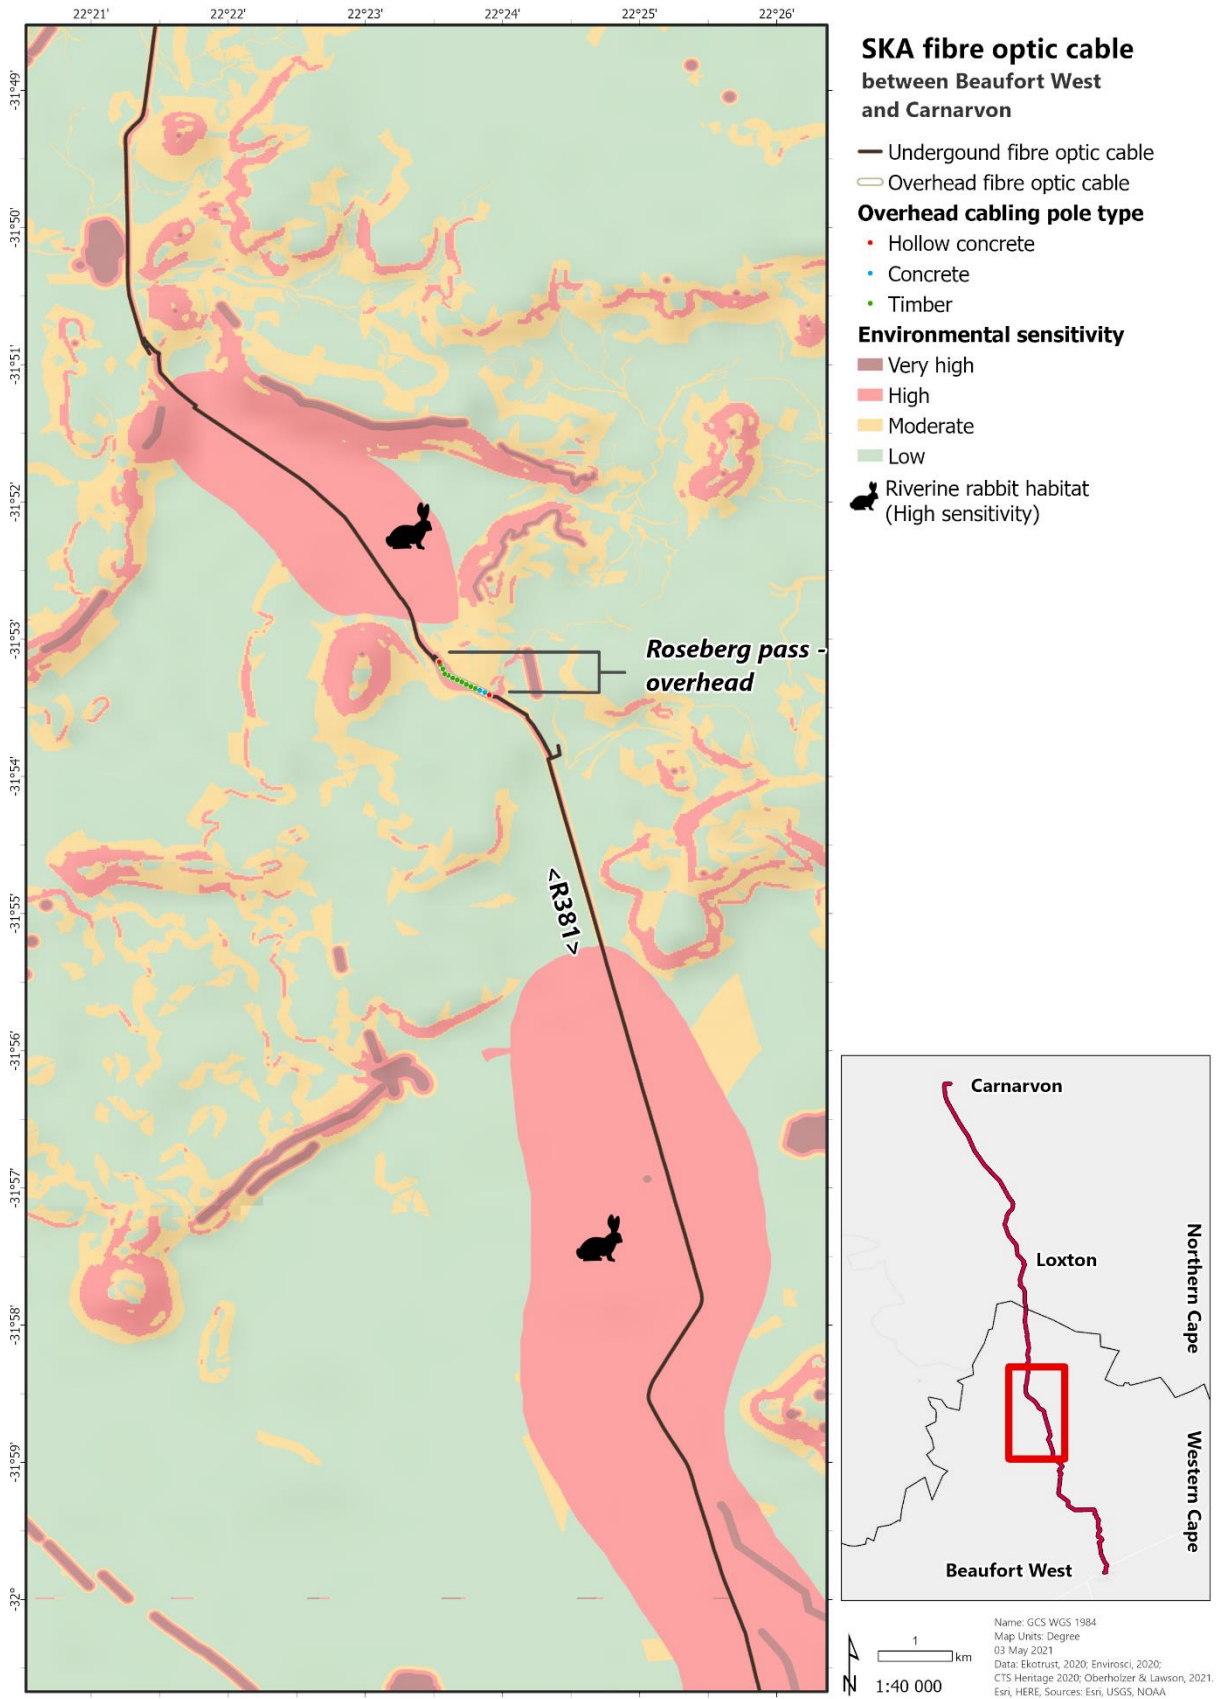 22°21'
22°22'
22°23'
22°24'
22°25'
22°26'
-31°49'
-31°50'
-31°51'
-31°52'
-31°53'
-31°54'
-31°55'
-31°56'
-31°57'
-31°58'
-31°59'
-32°
Roseberg pass -
overhead
<R381>
SKA fibre optic cable
between Beaufort West
and Carnarvon
Undergound fibre optic cable
Overhead fibre optic cable
Overhead cabling pole type
Hollow concrete
Concrete
Timber
Environmental sensitivity
Very high
High
Moderate
Low
Riverine rabbit habitat
(High sensitivity)
Carnarvon
Loxton
Northern Cape
Western Cape
Beaufort West
N
1
km
1:40 000
Name: GCS WGS 1984
Map Units: Degree
03 May 2021
Data: Ekotrust, 2020; Envirosci, 2020;
CTS Heritage 2020; Oberholzer & Lawson, 2021.
Esri, HERE, Sources: Esri, USGS, NOAA